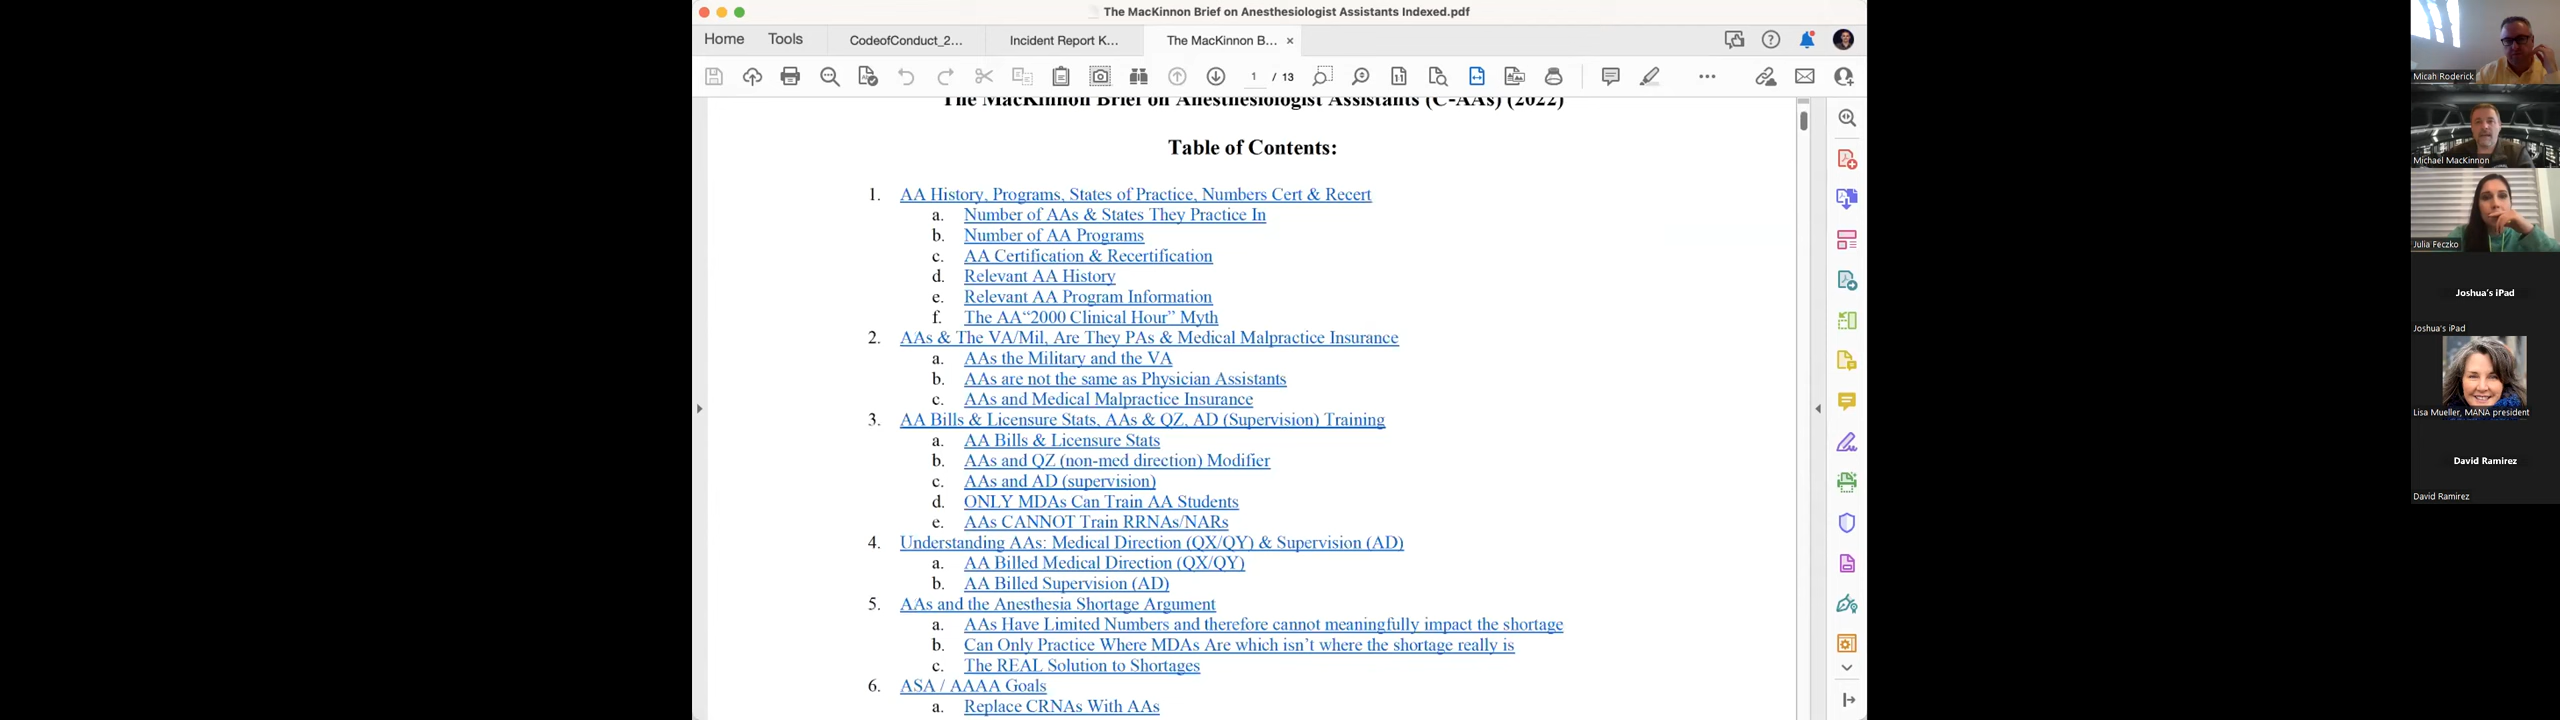 The MacKinnon Brief on Anesthesiologist Assistants Indexed.pdf
Home Tools CodeofConduct_2... Incident Report K... The MacKinnon B... ×
1 / 13
The MacKinnon Brief on Anesthesiologist Assistants (C-AAs) (2022)
Table of Contents:
1. AA History, Programs, States of Practice, Numbers Cert & Recert
a. Number of AAs & States They Practice In
b. Number of AA Programs
c. AA Certification & Recertification
d. Relevant AA History
e. Relevant AA Program Information
f. The AA“2000 Clinical Hour” Myth
2. AAs & The VA/Mil, Are They PAs & Medical Malpractice Insurance
a. AAs the Military and the VA
b. AAs are not the same as Physician Assistants
c. AAs and Medical Malpractice Insurance
3. AA Bills & Licensure Stats, AAs & QZ, AD (Supervision) Training
a. AA Bills & Licensure Stats
b. AAs and QZ (non-med direction) Modifier
c. AAs and AD (supervision)
d. ONLY MDAs Can Train AA Students
e. AAs CANNOT Train RRNAs/NARs
4. Understanding AAs: Medical Direction (QX/QY) & Supervision (AD)
a. AA Billed Medical Direction (QX/QY)
b. AA Billed Supervision (AD)
5. AAs and the Anesthesia Shortage Argument
a. AAs Have Limited Numbers and therefore cannot meaningfully impact the shortage
b. Can Only Practice Where MDAs Are which isn’t where the shortage really is
c. The REAL Solution to Shortages
6. ASA / AAAA Goals
a. Replace CRNAs With AAs
Micah Roderick
Michael MacKinnon
Julia Feczko
Joshua's iPad
Joshua's iPad
Lisa Mueller, MANA president
David Ramirez
David Ramirez